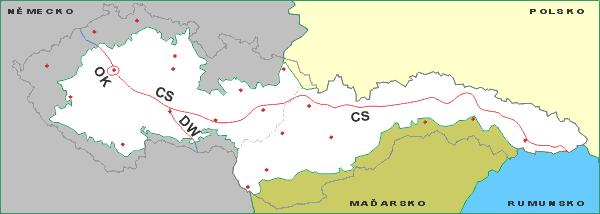 NĚMECKO
POLSKO
OK
CS
DW
CS
MAĎARSKO
RUMUNSKO